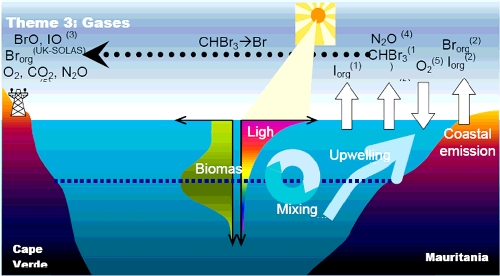 Theme 3: Gases
BrO, IO (3)
(UK-SOLAS)
Brorg
O2, CO2, N2O
CHBr3→Br
N2O (4)
CHBr3(1
)
Iorg(1)
O2(5)
Brorg(2)
Iorg(2)
Ligh
Biomas
Upwelling
Mixing
Coastal
emission
Cape
Verde
Mauritania